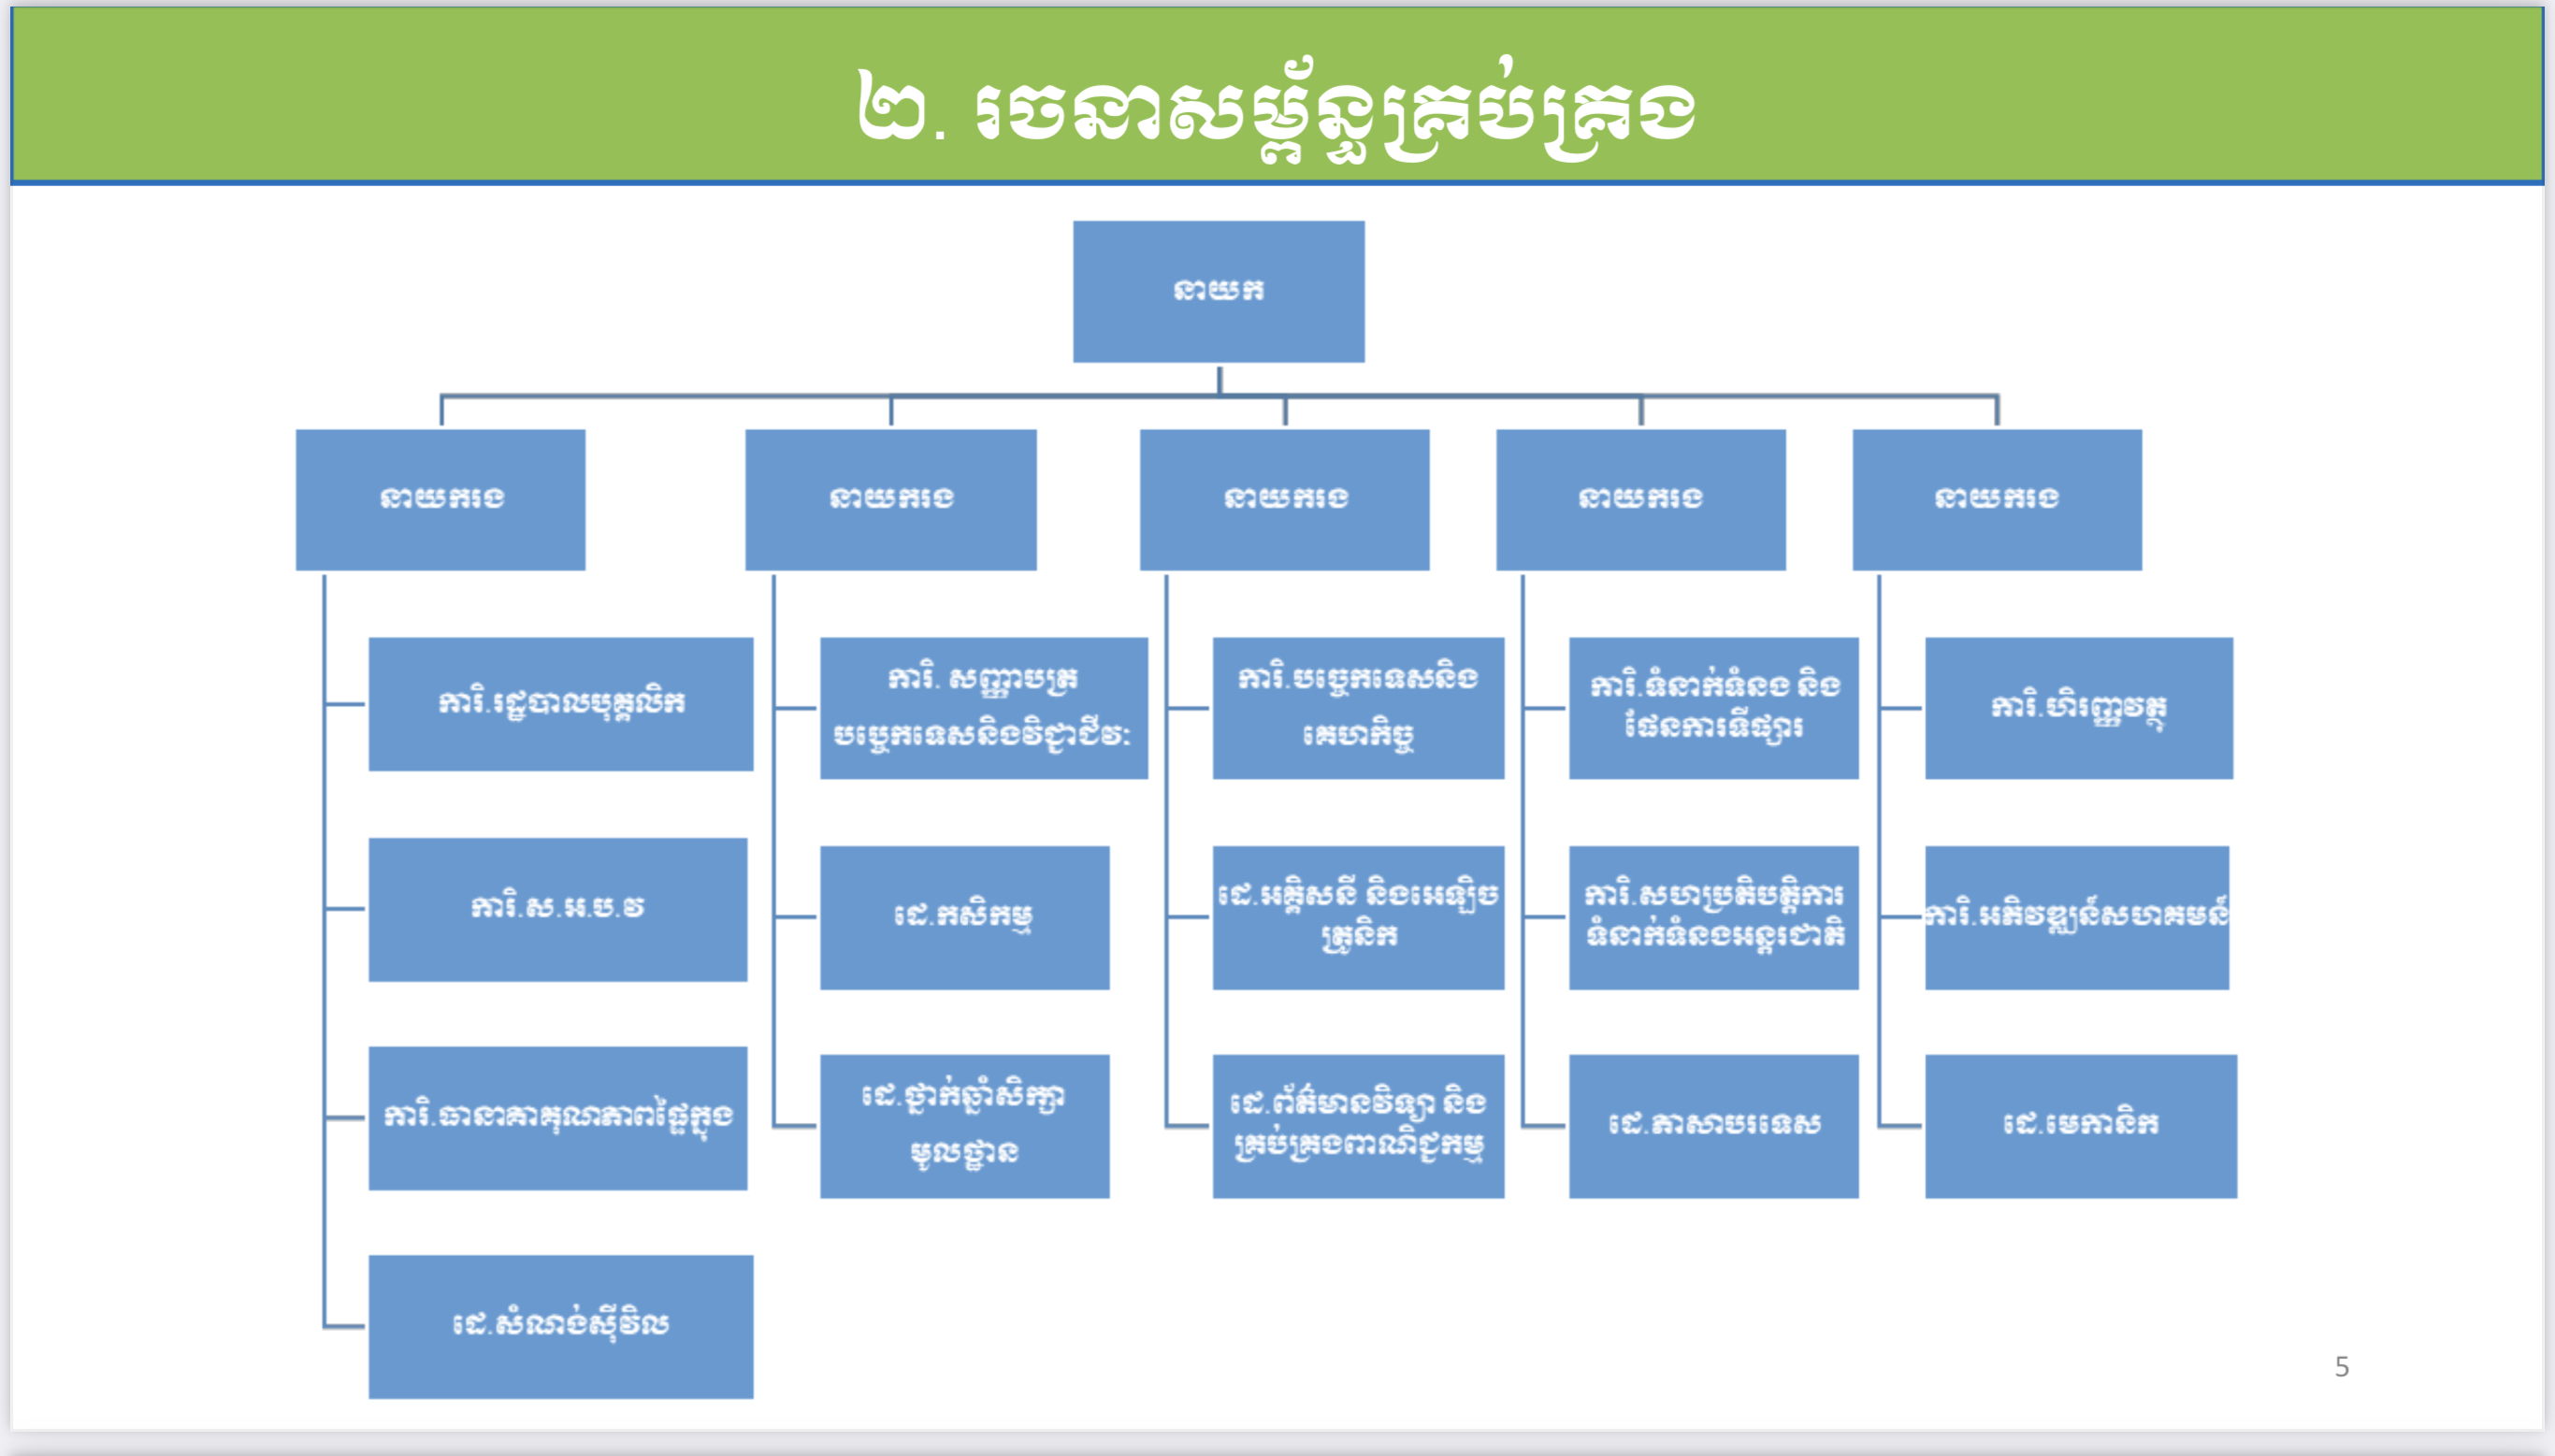 ២. រចនាសម្ព័ន្ធគ្រប់គ្រង
នាយក
នាយករង
នាយករង
នាយករង
នាយករង
នាយករង
ការិ.រដ្ឋបាលបុគ្គលិក
ការិ.ស.អ.ប.វ
ការិ.ធានាគាគុណភាពផ្ទៃក្នុង
ដេ.សំណង់ស៊ីវិល
ការិ. សញ្ញាបត្រ
បច្ចេកទេសនិងវិជ្ជាជីវៈ
ដេ.កសិកម្ម
ដេ.ថ្នាក់ឆ្នាំសិក្សា
មូលដ្ឋាន
ការិ.បច្ចេកទេសនិង
គេហកិច្ច
ដេ.អគ្គិសនី និងអេឡិច
ត្រូនិក
ដេ.ព័ត៌មានវិទ្យា និង
គ្រប់គ្រងពាណិជ្ជកម្ម
ការិ.ទំនាក់ទំនង និង
ផែនការទីផ្សារ
ការិ.សហប្រតិបត្តិការ
ទំនាក់ទំនងអន្តរជាតិ
ដេ.ភាសាបរទេស
ការិ.ហិរញ្ញវត្ថុ
ការិ.អភិវឌ្ឍន៍សហគមន៍
ដេ.មេកានិក
5